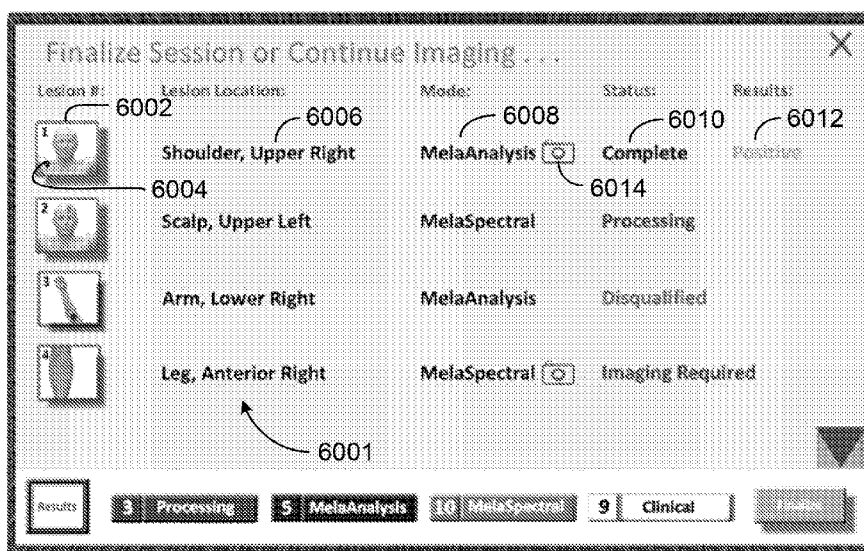 Finalize Session or Continue Imaging . . .
Lesion #: Lesion Location: Mode: Status: Results:
6002 6006 6008 6010 6012
1 Shoulder, Upper Right MelaAnalysis Complete Positive
6004 6014
2 Scalp, Upper Left MelaSpectral Processing
3 Arm, Lower Right MelaAnalysis Disqualified
4 Leg, Anterior Right MelaSpectral Imaging Required
6001
Results 3 Processing 5 MelaAnalysis 10 MelaSpectral 9 Clinical